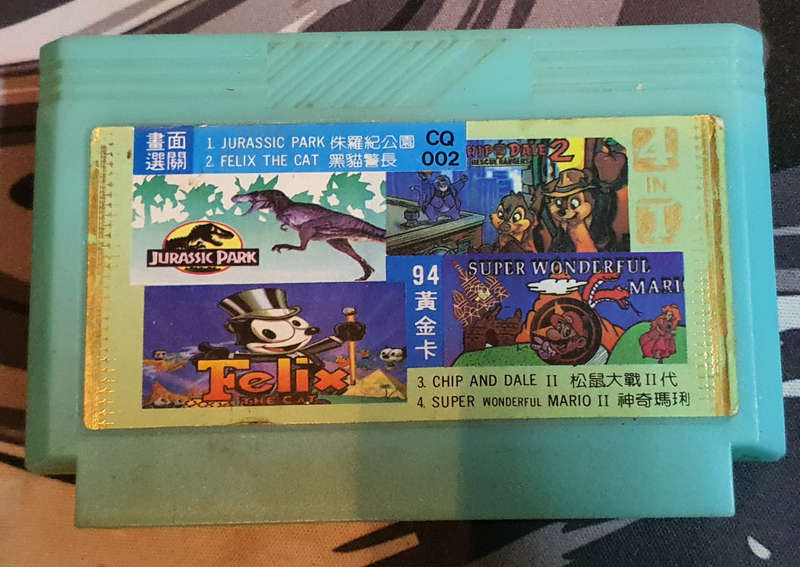 畫面
選關
1. JURASSIC PARK 侏羅紀公園
2. FELIX THE CAT 黑貓警長
CQ
002
DALE 2
RESCUE RANGERS
4
IN
1
JURASSIC PARK
94
黃金卡
SUPER WONDERFUL
MARI
Felix
THE CAT
3. CHIP AND DALE II 松鼠大戰II代
4. SUPER WONDERFUL MARIO II 神奇瑪琍